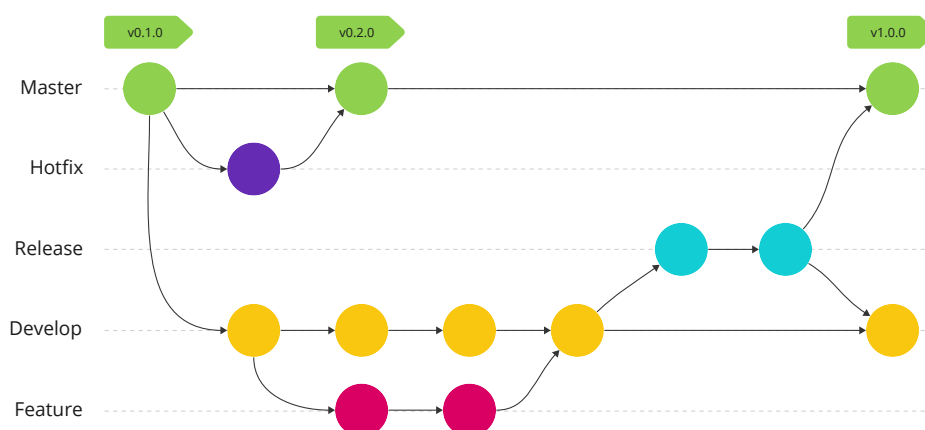 v0.1.0
v0.2.0
v1.0.0
Master
Hotfix
Release
Develop
Feature